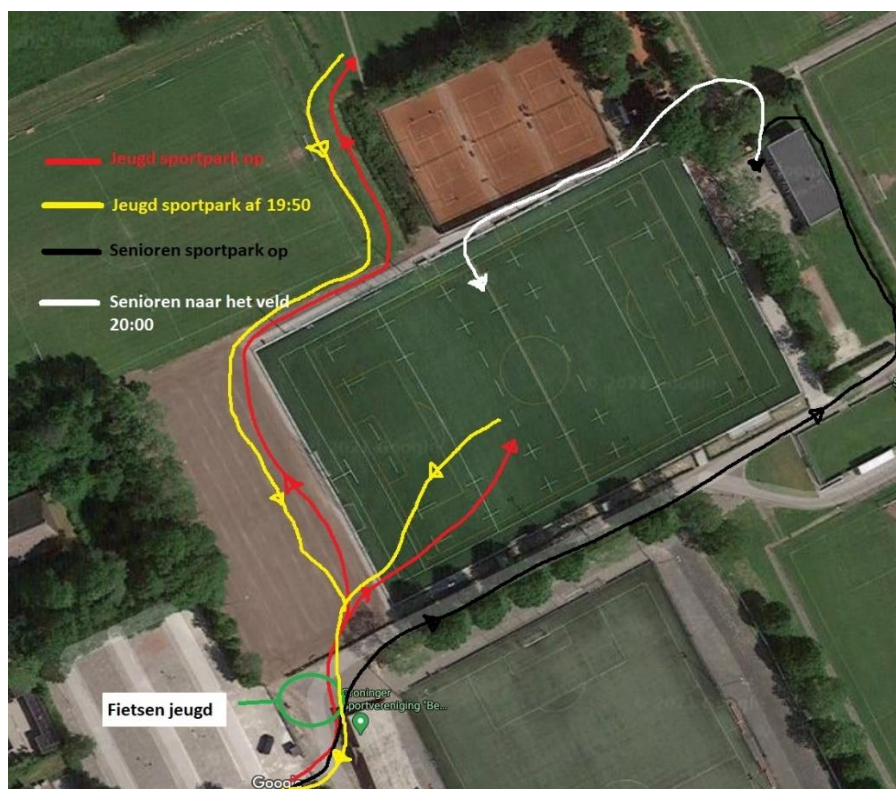 Jeugd sportpark op
Jeugd sportpark af 19:50
Senioren sportpark op
Senioren naar het veld
20:00
Fietsen jeugd
Groninger
Sportvereniging 'Be...
Google